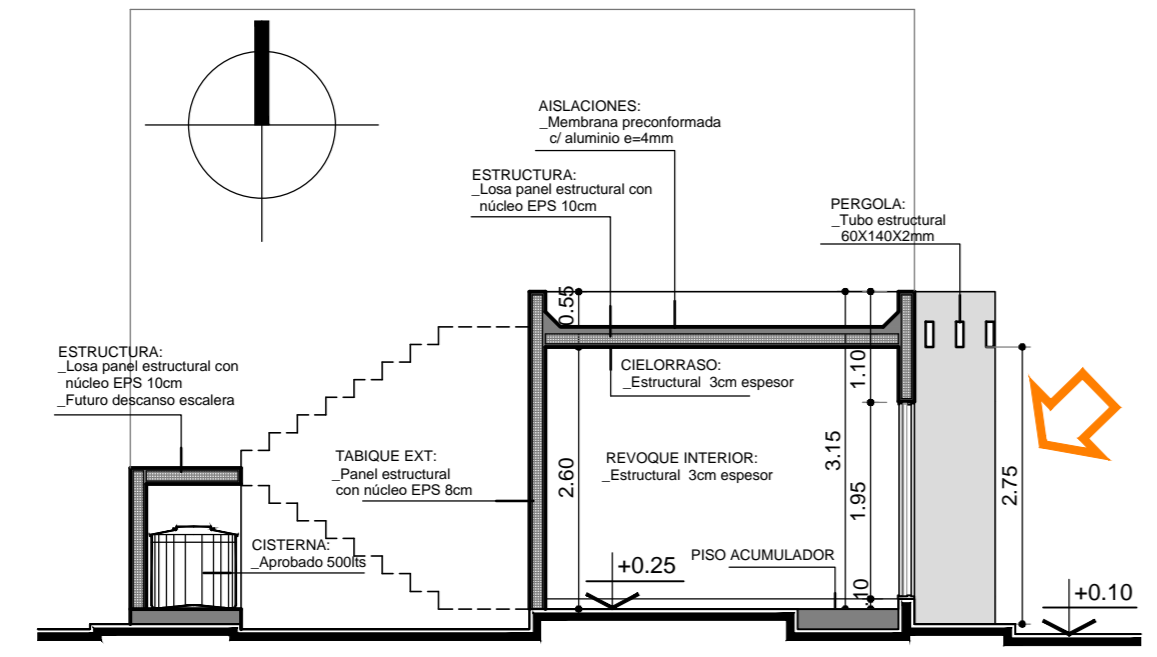 AISLACIONES:
_Membrana preconformada
c/ aluminio e=4mm
ESTRUCTURA:
_Losa panel estructural con
núcleo EPS 10cm
PERGOLA:
_Tubo estructural
60X140X2mm
0.55
ESTRUCTURA:
_Losa panel estructural con
núcleo EPS 10cm
_Futuro descanso escalera
CIELORRASO:
_Estructural 3cm espesor
1.10
TABIQUE EXT:
_Panel estructural
con núcleo EPS 8cm
2.60
REVOQUE INTERIOR:
_Estructural 3cm espesor
3.15
1.95
2.75
CISTERNA:
_Aprobado 500lts
+0.25
PISO ACUMULADOR
.10
+0.10